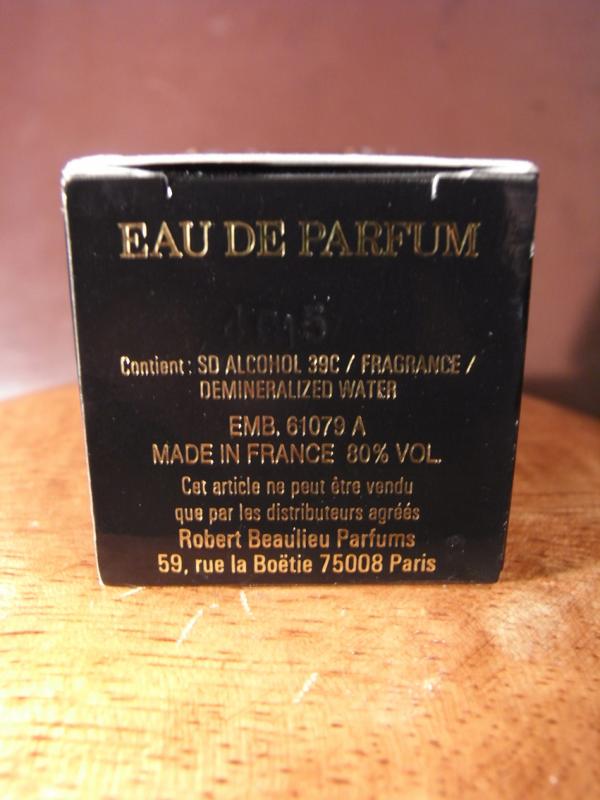 EAU DE PARFUM
Contient : SD ALCOHOL 39C / FRAGRANCE /
DEMINERALIZED WATER
EMB. 61079 A
MADE IN FRANCE 80% VOL.
Cet article ne peut être vendu
que par les distributeurs agréés
Robert Beaulieu Parfums
59, rue la Boëtie 75008 Paris